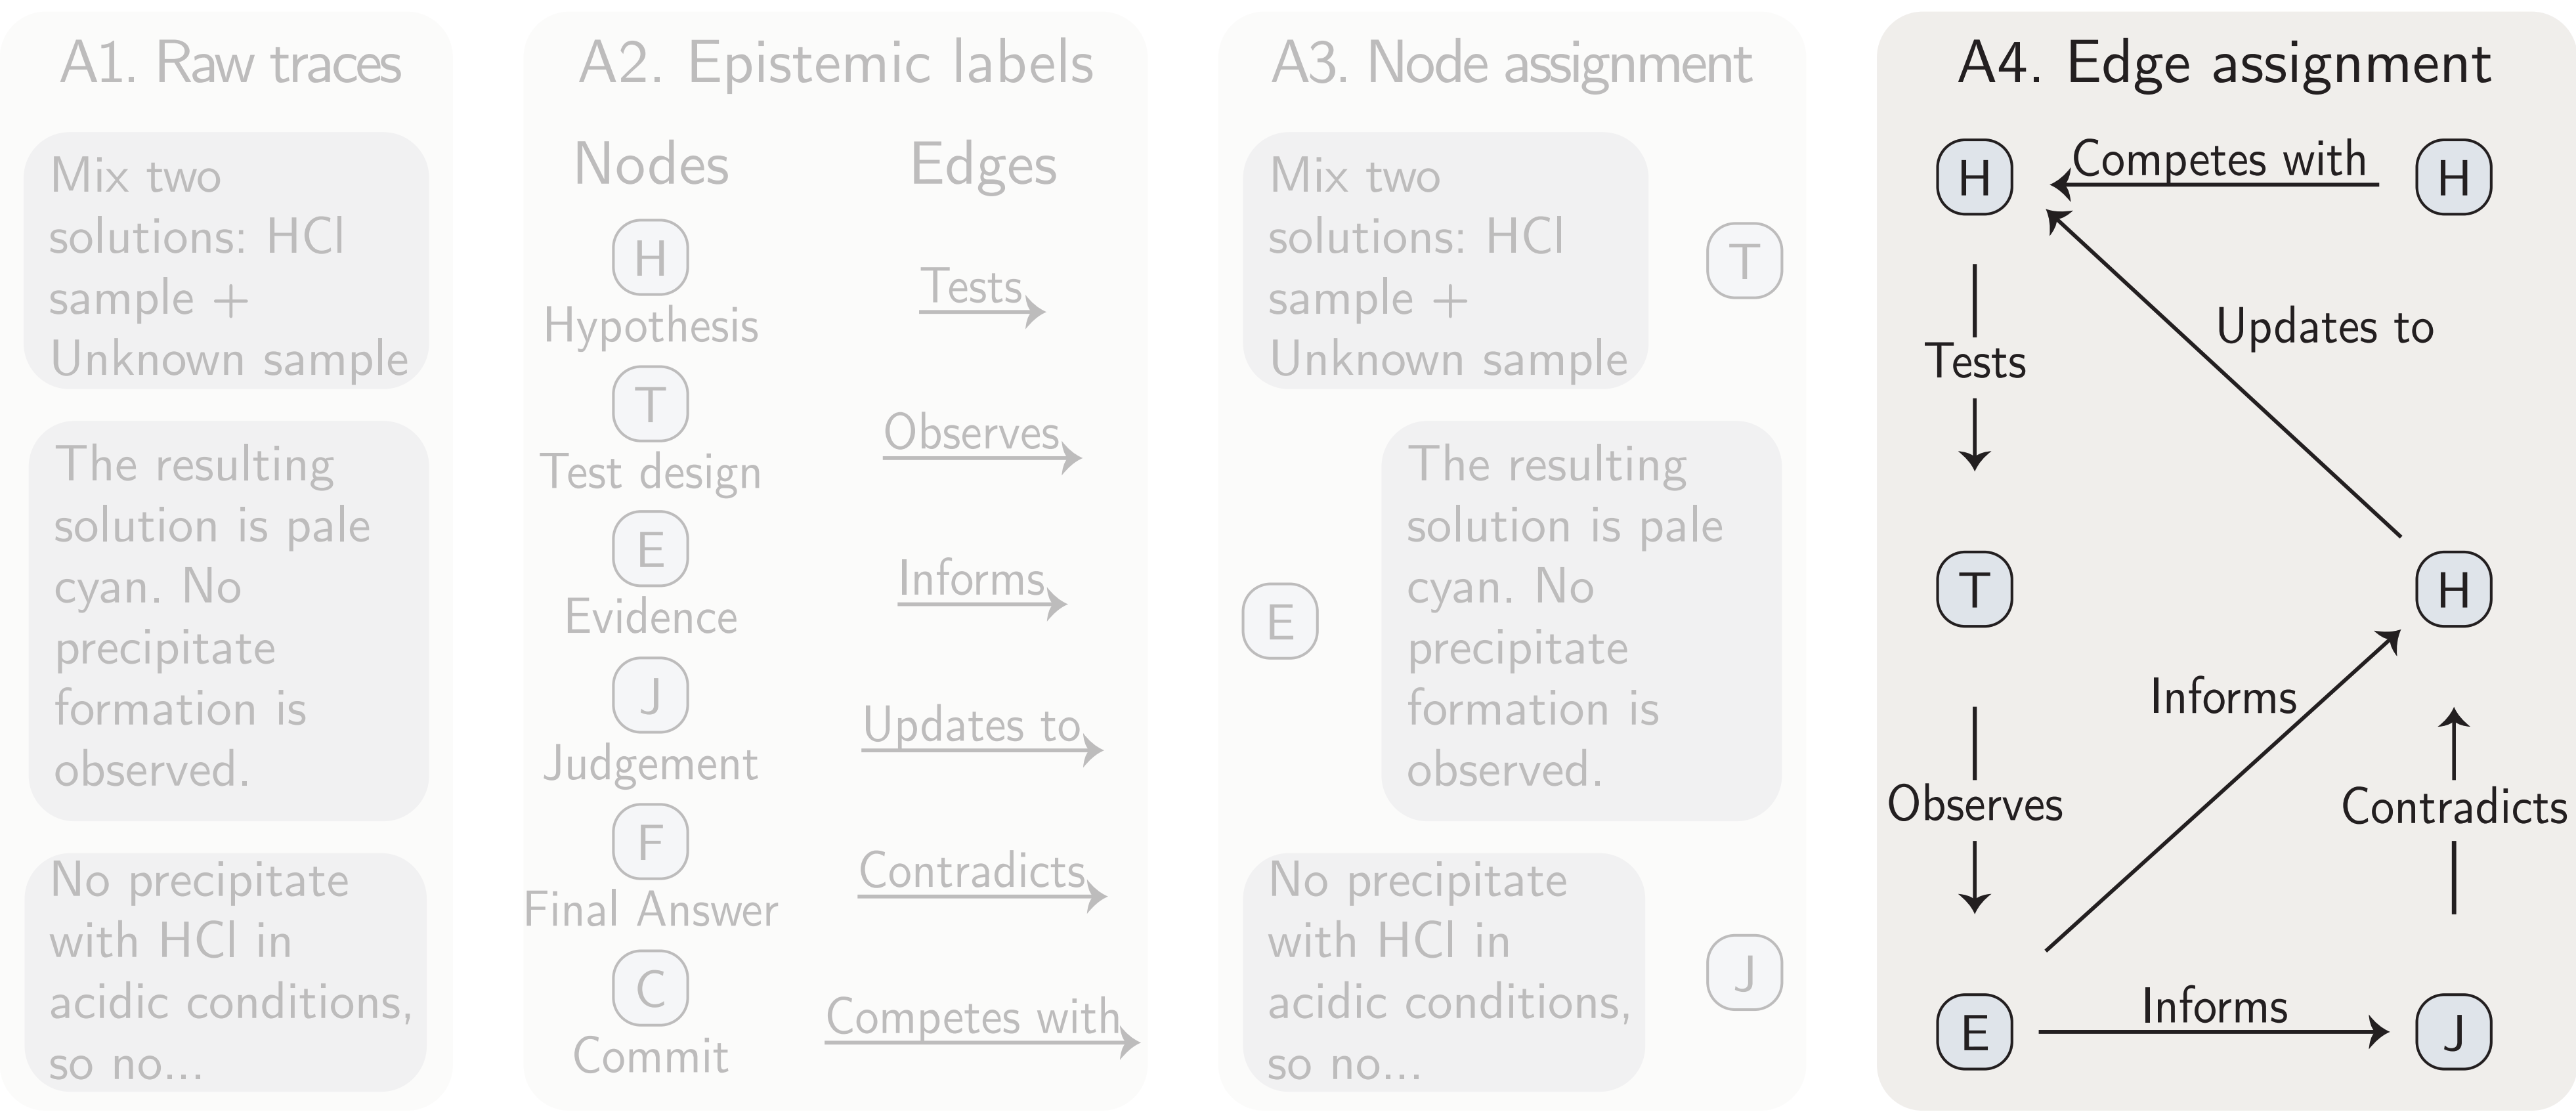 A1. Raw traces
Mix two
solutions: HCl
sample +
Unknown sample
The resulting
solution is pale
cyan. No
precipitate
formation is
observed.
No precipitate
with HCl in
acidic conditions,
so no...
A2. Epistemic labels
Nodes
H
Hypothesis
T
Test design
E
Evidence
J
Judgement
F
Final Answer
C
Commit
Edges
Tests
Observes
Informs
Updates to
Contradicts
Competes with
A3. Node assignment
Mix two
solutions: HCl
sample +
Unknown sample
T
The resulting
solution is pale
cyan. No
precipitate
formation is
observed.
E
No precipitate
with HCl in
acidic conditions,
so no...
J
A4. Edge assignment
H
Competes with
H
Updates to
Tests
T
H
Informs
Observes
Contradicts
E
Informs
J